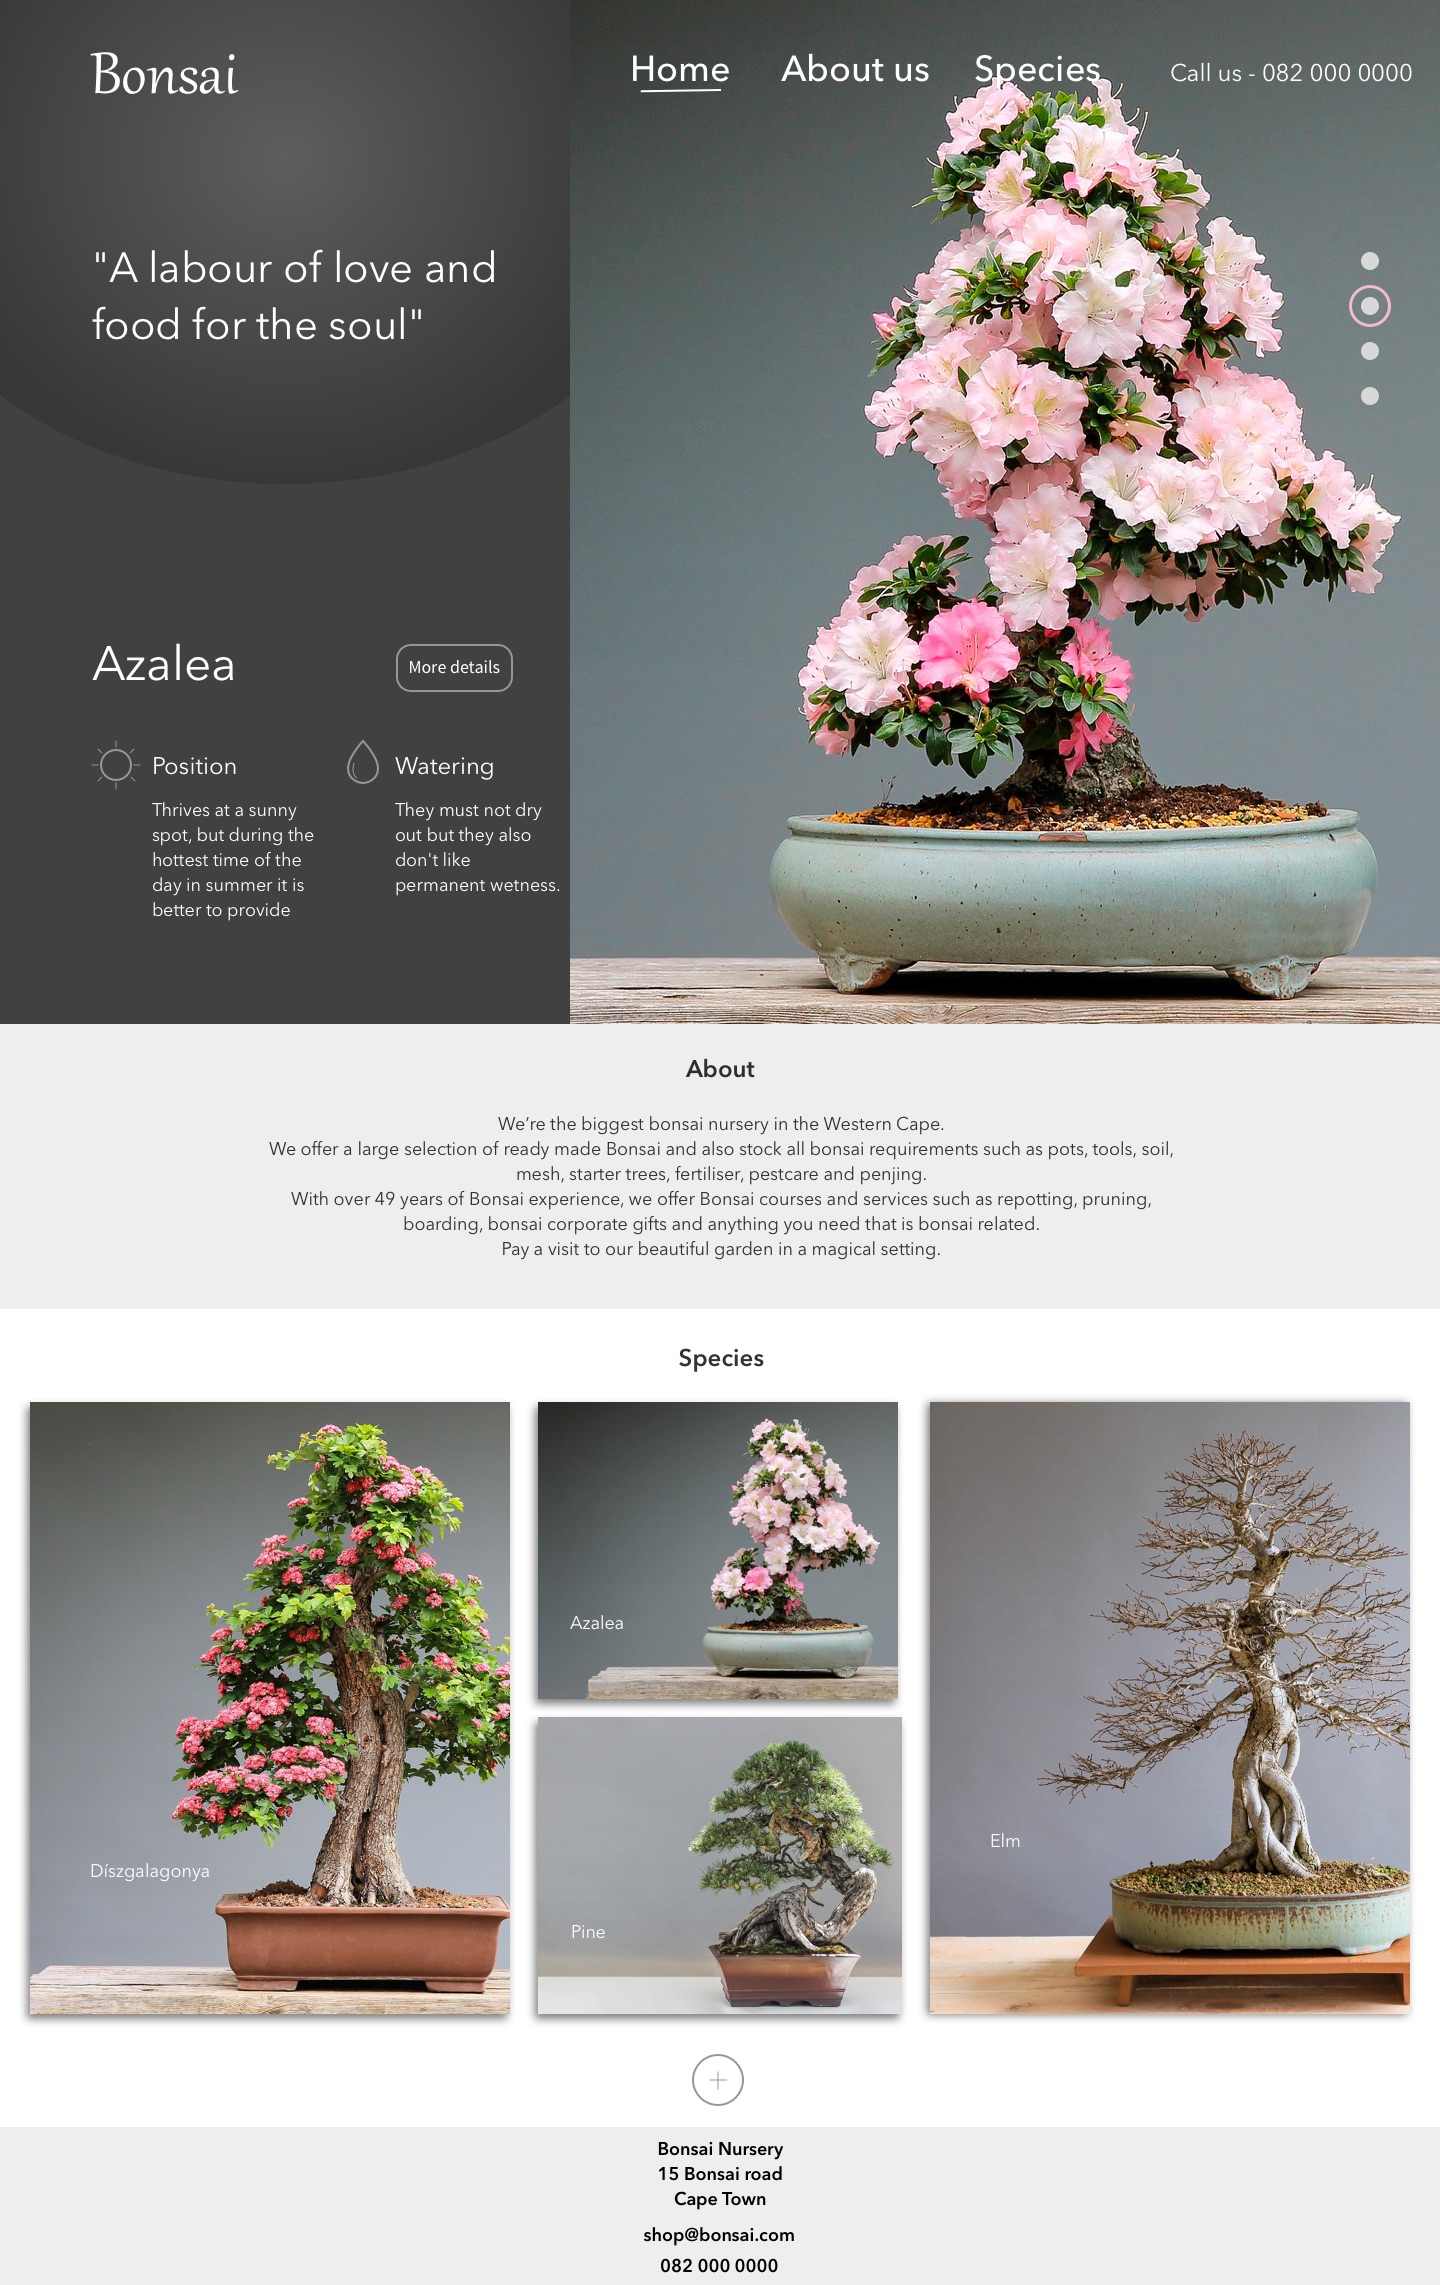 Bonsai
Home
About us
Species
Call us - 082 000 0000
"A labour of love and
food for the soul"
Azalea
More details
Position
Thrives at a sunny
spot, but during the
hottest time of the
day in summer it is
better to provide
Watering
They must not dry
out but they also
don't like
permanent wetness.
About
We’re the biggest bonsai nursery in the Western Cape.
We offer a large selection of ready made Bonsai and also stock all bonsai requirements such as pots, tools, soil,
mesh, starter trees, fertiliser, pestcare and penjing.
With over 49 years of Bonsai experience, we offer Bonsai courses and services such as repotting, pruning,
boarding, bonsai corporate gifts and anything you need that is bonsai related.
Pay a visit to our beautiful garden in a magical setting.
Species
Díszgalagonya
Azalea
Pine
Elm
Bonsai Nursery
15 Bonsai road
Cape Town
shop@bonsai.com
082 000 0000